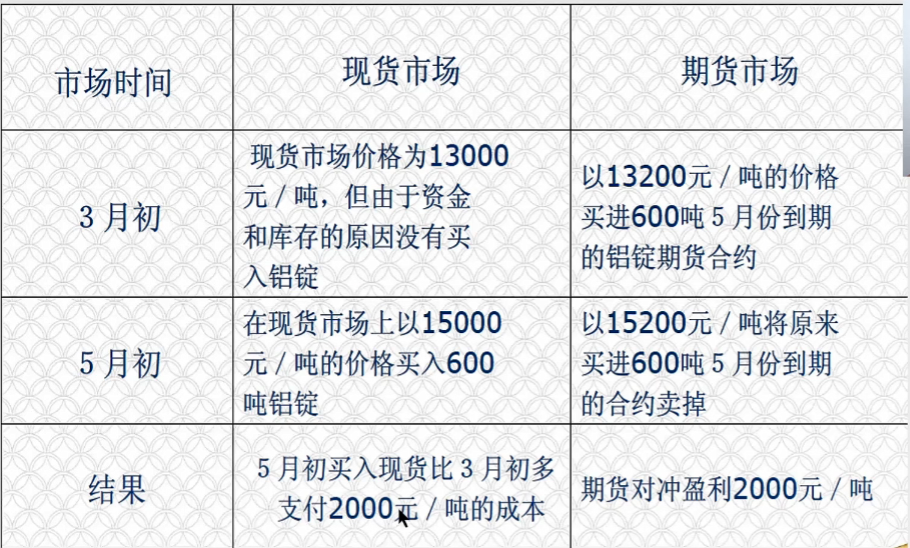 市场时间
现货市场
期货市场
3月初
现货市场价格为13000
元／吨，但由于资金
和库存的原因没有买
入铝锭
以13200元／吨的价格
买进600吨5月份到期
的铝锭期货合约
5月初
在现货市场上以15000
元／吨的价格买入600
吨铝锭
以15200元／吨将原来
买进600吨5月份到期
的合约卖掉
结果
5月初买入现货比3月初多
支付2000元／吨的成本
期货对冲盈利2000元／吨